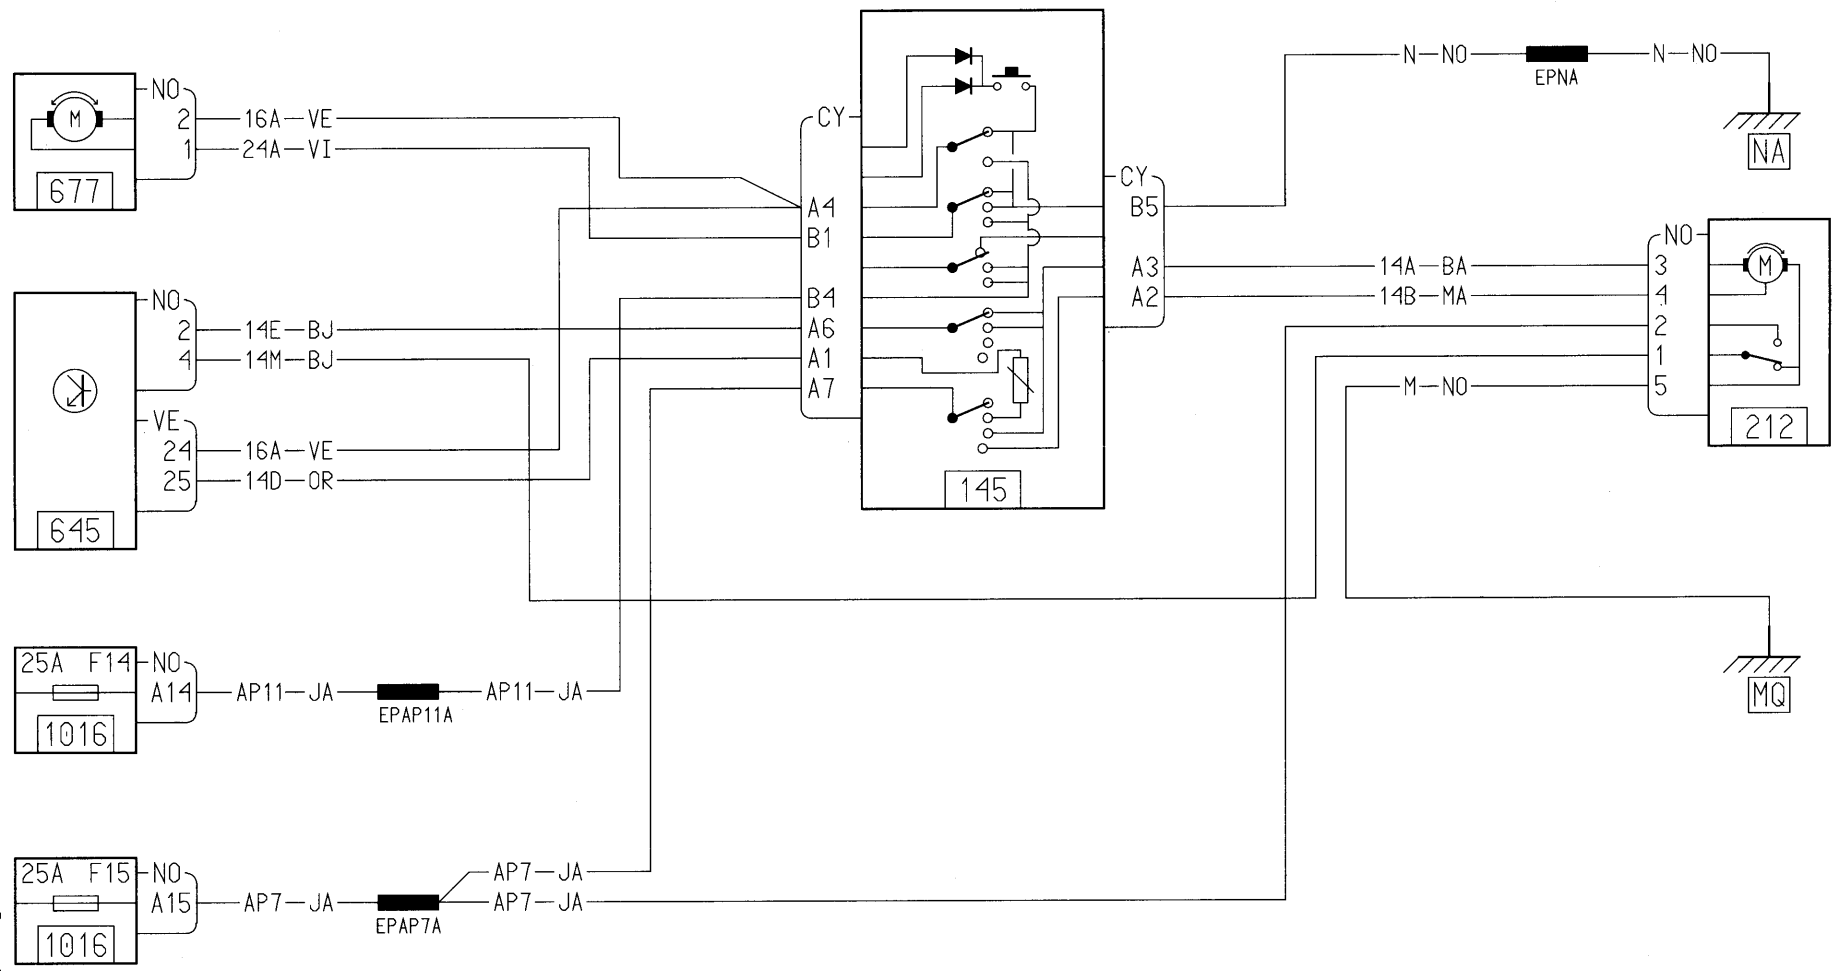 NO
2 16A—VE
1 24A—VI
M
677
NO
2 14E—BJ
4 14M—BJ
VE
24 16A—VE
25 14D—OR
645
25A F14 NO
A14 AP11—JA AP11—JA
EPAP11A
1016
25A F15 NO
AP7—JA
A15 AP7—JA AP7—JA
EPAP7A
1016
CY
A4
B1
B4
A6
A1
A7
145
CY
B5
A3
A2
N—NO N—NO
EPNA
NA
14A—BA
14B—MA
M—NO
NO
3
4
2
1
5
M
212
MQ